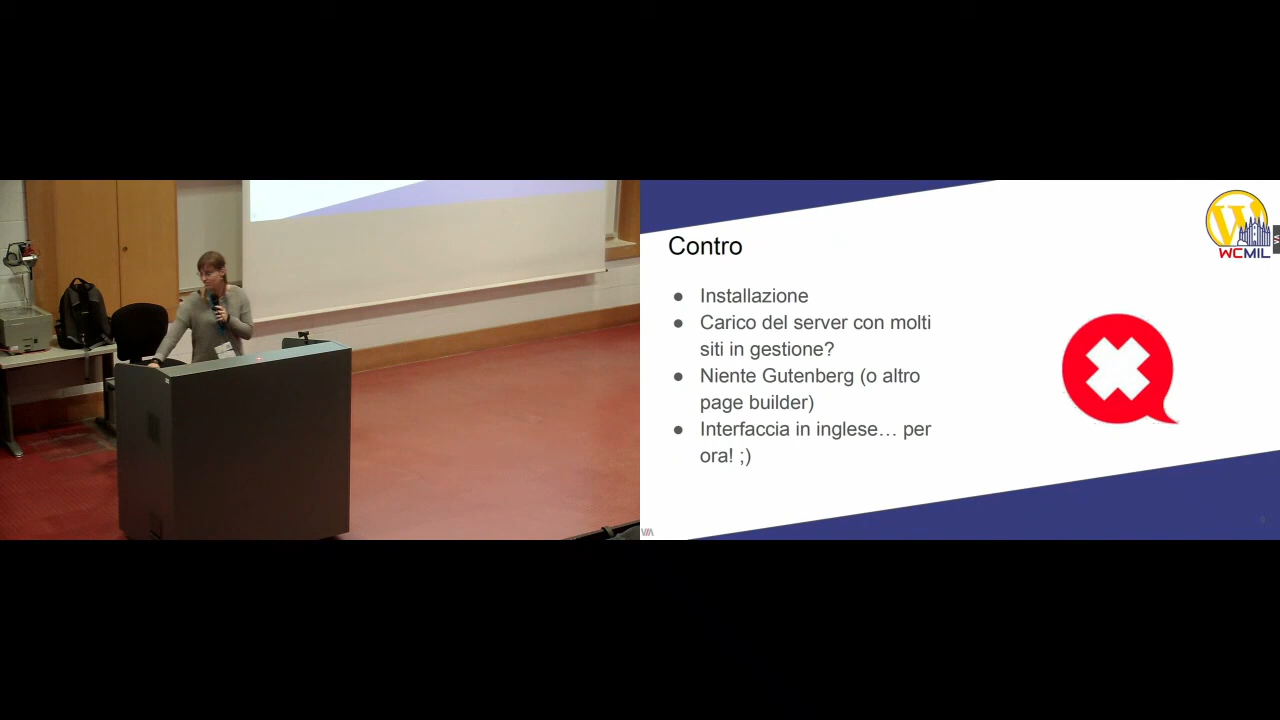 WCMIL
Contro
● Installazione
● Carico del server con molti
siti in gestione?
● Niente Gutenberg (o altro
page builder)
● Interfaccia in inglese… per
ora! ;)